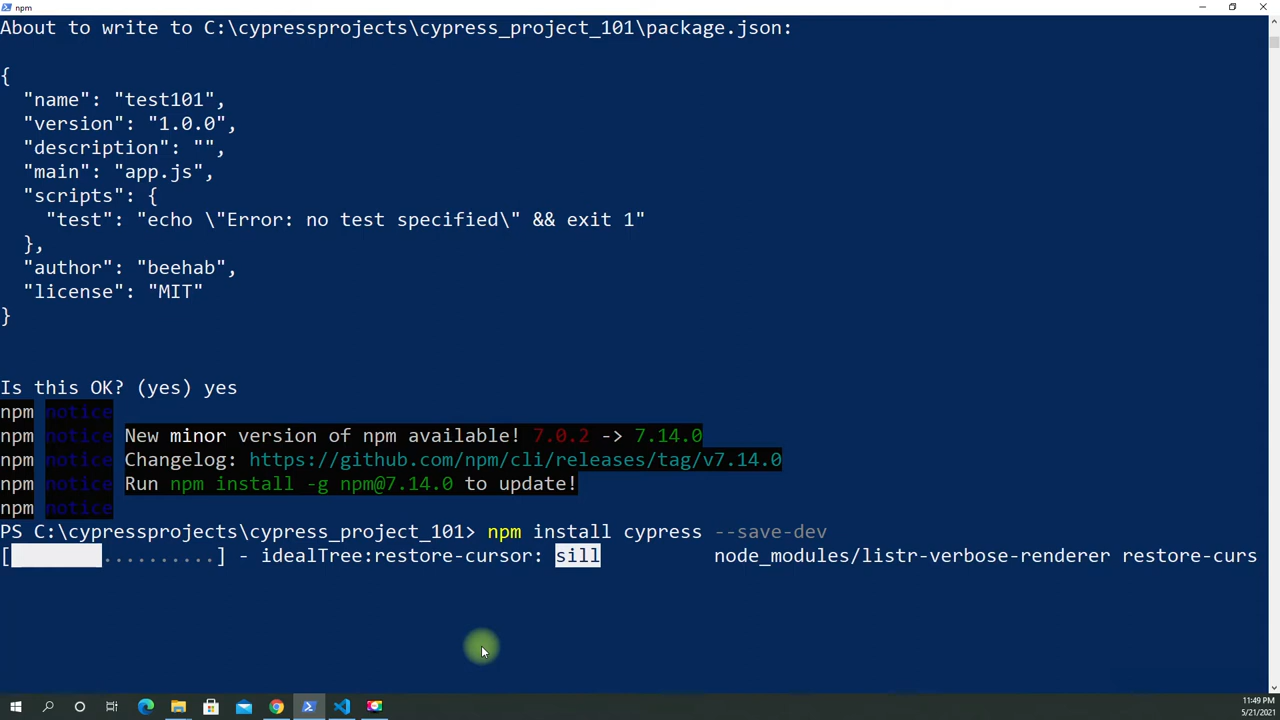 npm
About to write to C:\cypressprojects\cypress_project_101\package.json:
{
"name": "test101",
"version": "1.0.0",
"description": "",
"main": "app.js",
"scripts": {
"test": "echo \"Error: no test specified\" && exit 1"
},
"author": "beehab",
"license": "MIT"
}
Is this OK? (yes) yes
npm notice
npm notice New minor version of npm available! 7.0.2 -> 7.14.0
npm notice Changelog: https://github.com/npm/cli/releases/tag/v7.14.0
npm notice Run npm install -g npm@7.14.0 to update!
npm notice
PS C:\cypressprojects\cypress_project_101> npm install cypress --save-dev
[..........] - idealTree:restore-cursor: sill node_modules/listr-verbose-renderer restore-curs
11:49 PM
5/21/2021